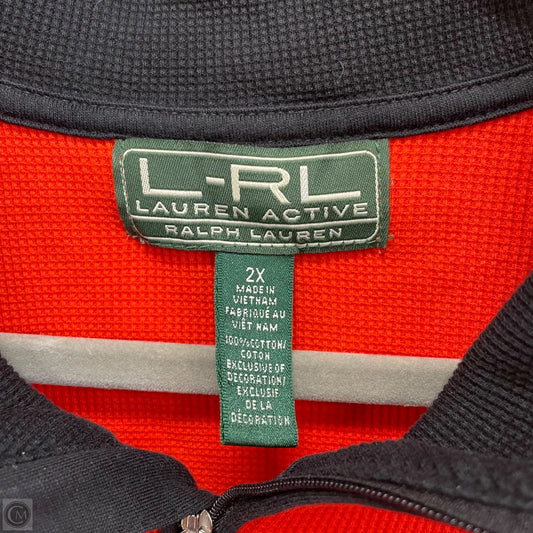 L-RL
LAUREN ACTIVE
RALPH LAUREN
2X
MADE IN
VIETNAM
FABRIQUÉ AU
VIÊT NAM
100%COTTON/
COTON
EXCLUSIVE OF
DECORATION/
EXCLUSIF
DE LA
DÉCORATION